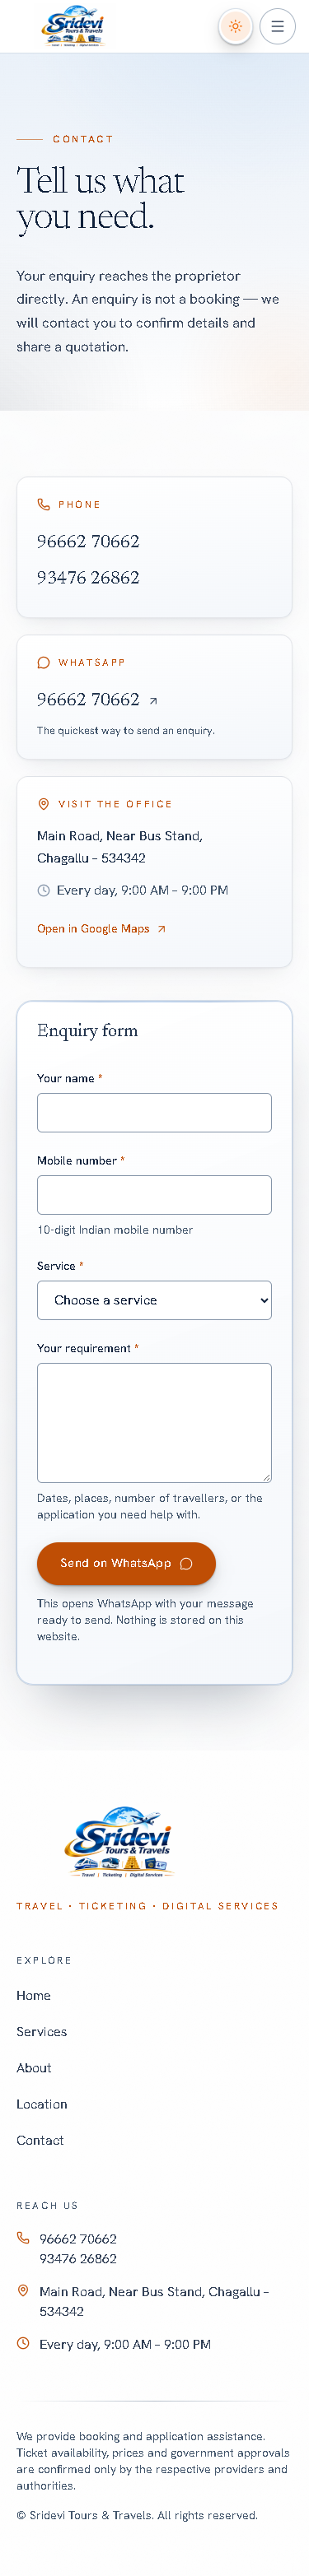 Sridevi
Tours & Travels
CONTACT
Tell us what
you need.
Your enquiry reaches the proprietor
directly. An enquiry is not a booking — we
will contact you to confirm details and
share a quotation.
PHONE
96662 70662
93476 26862
WHATSAPP
96662 70662
The quickest way to send an enquiry.
VISIT THE OFFICE
Main Road, Near Bus Stand,
Chagallu – 534342
Every day, 9:00 AM – 9:00 PM
Open in Google Maps
Enquiry form
Your name *
Mobile number *
10-digit Indian mobile number
Service *
Choose a service
Your requirement *
Dates, places, number of travellers, or the
application you need help with.
Send on WhatsApp
This opens WhatsApp with your message
ready to send. Nothing is stored on this
website.
Sridevi
Tours & Travels
Travel | Ticketing | Digital Services
TRAVEL • TICKETING • DIGITAL SERVICES
EXPLORE
Home
Services
About
Location
Contact
REACH US
96662 70662
93476 26862
Main Road, Near Bus Stand, Chagallu –
534342
Every day, 9:00 AM – 9:00 PM
We provide booking and application assistance.
Ticket availability, prices and government approvals
are confirmed only by the respective providers and
authorities.
© Sridevi Tours & Travels. All rights reserved.